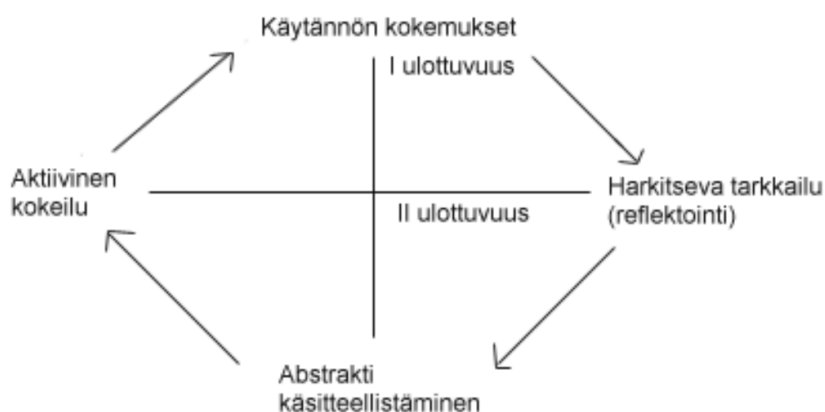 Käytännön kokemukset
I ulottuvuus
Aktiivinen
kokeilu
Harkitseva tarkkailu
(reflektointi)
II ulottuvuus
Abstrakti
käsitteellistäminen